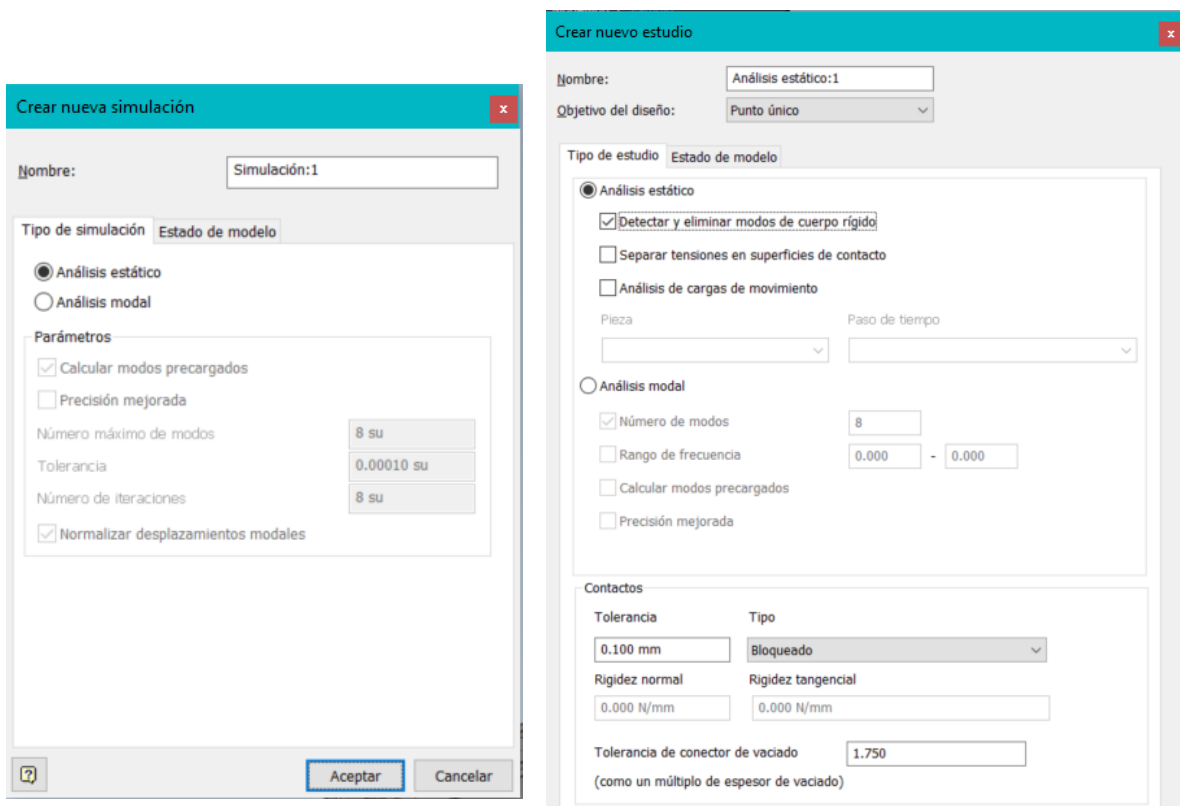 Crear nueva simulación
x
Nombre:
Simulación:1
Tipo de simulación Estado de modelo
Análisis estático
Análisis modal
Parámetros
Calcular modos precargados
Precisión mejorada
Número máximo de modos 8 su
Tolerancia 0.00010 su
Número de iteraciones 8 su
Normalizar desplazamientos modales
?
Aceptar Cancelar
Crear nuevo estudio
x
Nombre: Análisis estático:1
Objetivo del diseño: Punto único
Tipo de estudio Estado de modelo
Análisis estático
Detectar y eliminar modos de cuerpo rígido
Separar tensiones en superficies de contacto
Análisis de cargas de movimiento
Pieza Paso de tiempo
Análisis modal
Número de modos 8
Rango de frecuencia 0.000 - 0.000
Calcular modos precargados
Precisión mejorada
Contactos
Tolerancia Tipo
0.100 mm Bloqueado
Rigidez normal Rigidez tangencial
0.000 N/mm 0.000 N/mm
Tolerancia de conector de vaciado 1.750
(como un múltiplo de espesor de vaciado)